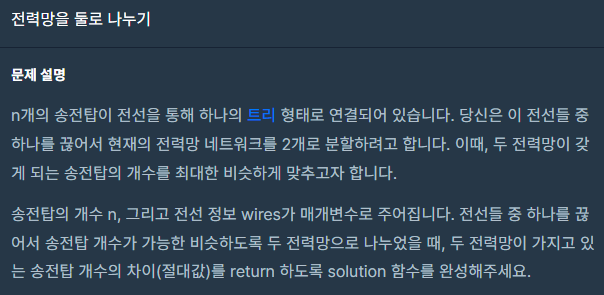 전력망을 둘로 나누기
문제 설명
n개의 송전탑이 전선을 통해 하나의 트리 형태로 연결되어 있습니다. 당신은 이 전선들 중
하나를 끊어서 현재의 전력망 네트워크를 2개로 분할하려고 합니다. 이때, 두 전력망이 갖
게 되는 송전탑의 개수를 최대한 비슷하게 맞추고자 합니다.
송전탑의 개수 n, 그리고 전선 정보 wires가 매개변수로 주어집니다. 전선들 중 하나를 끊
어서 송전탑 개수가 가능한 비슷하도록 두 전력망으로 나누었을 때, 두 전력망이 가지고 있
는 송전탑 개수의 차이(절대값)를 return 하도록 solution 함수를 완성해주세요.